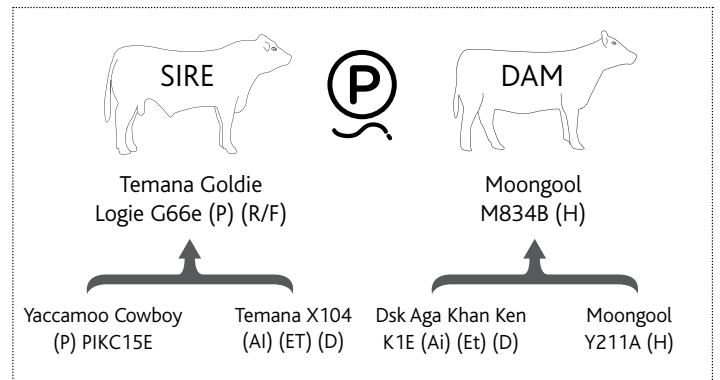 SIRE
P
DAM
Temana Goldie
Logie G66e (P) (R/F)
Moongool
M834B (H)
Yaccamoo Cowboy
(P) PIKC15E
Temana X104
(AI) (ET) (D)
Dsk Aga Khan Ken
K1E (Ai) (Et) (D)
Moongool
Y211A (H)